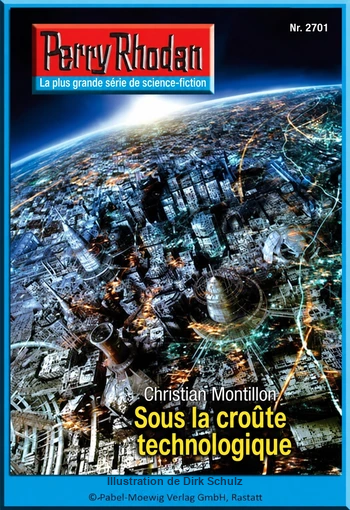 Perry Rhodan
Nr. 2701
La plus grande série de science-fiction
Christian Montillon
Sous la croûte
technologique
Illustration de Dirk Schulz
© Pabel-Moewig Verlag GmbH, Rastatt